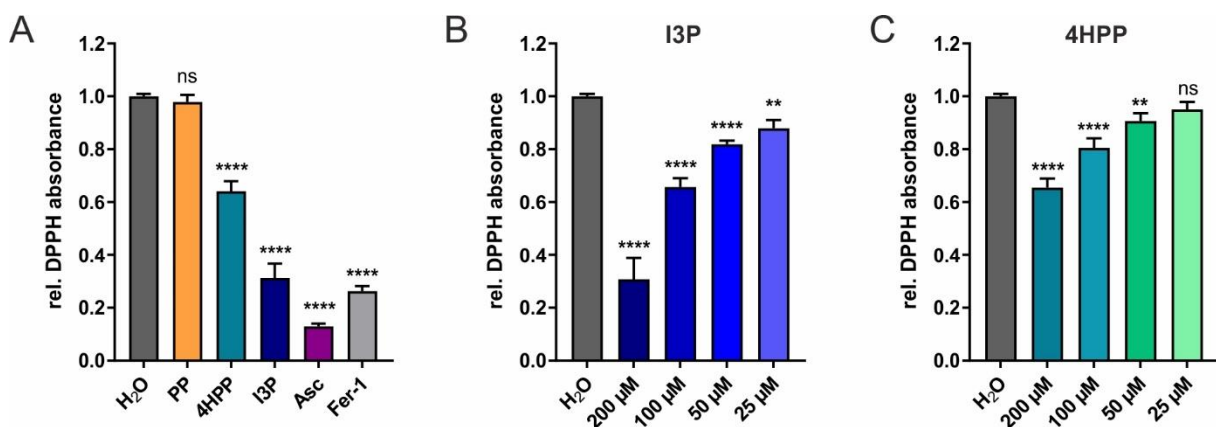 A
rel. DPPH absorbance
1.2
1.0
0.8
0.6
0.4
0.2
0.0
ns
****
****
****
****
H₂O
PP
4HPP
I3P
Asc
Fer-1
B
I3P
rel. DPPH absorbance
1.2
1.0
0.8
0.6
0.4
0.2
0.0
****
****
****
**
H₂O
200 µM
100 µM
50 µM
25 µM
C
4HPP
rel. DPPH absorbance
1.2
1.0
0.8
0.6
0.4
0.2
0.0
****
****
**
ns
H₂O
200 µM
100 µM
50 µM
25 µM